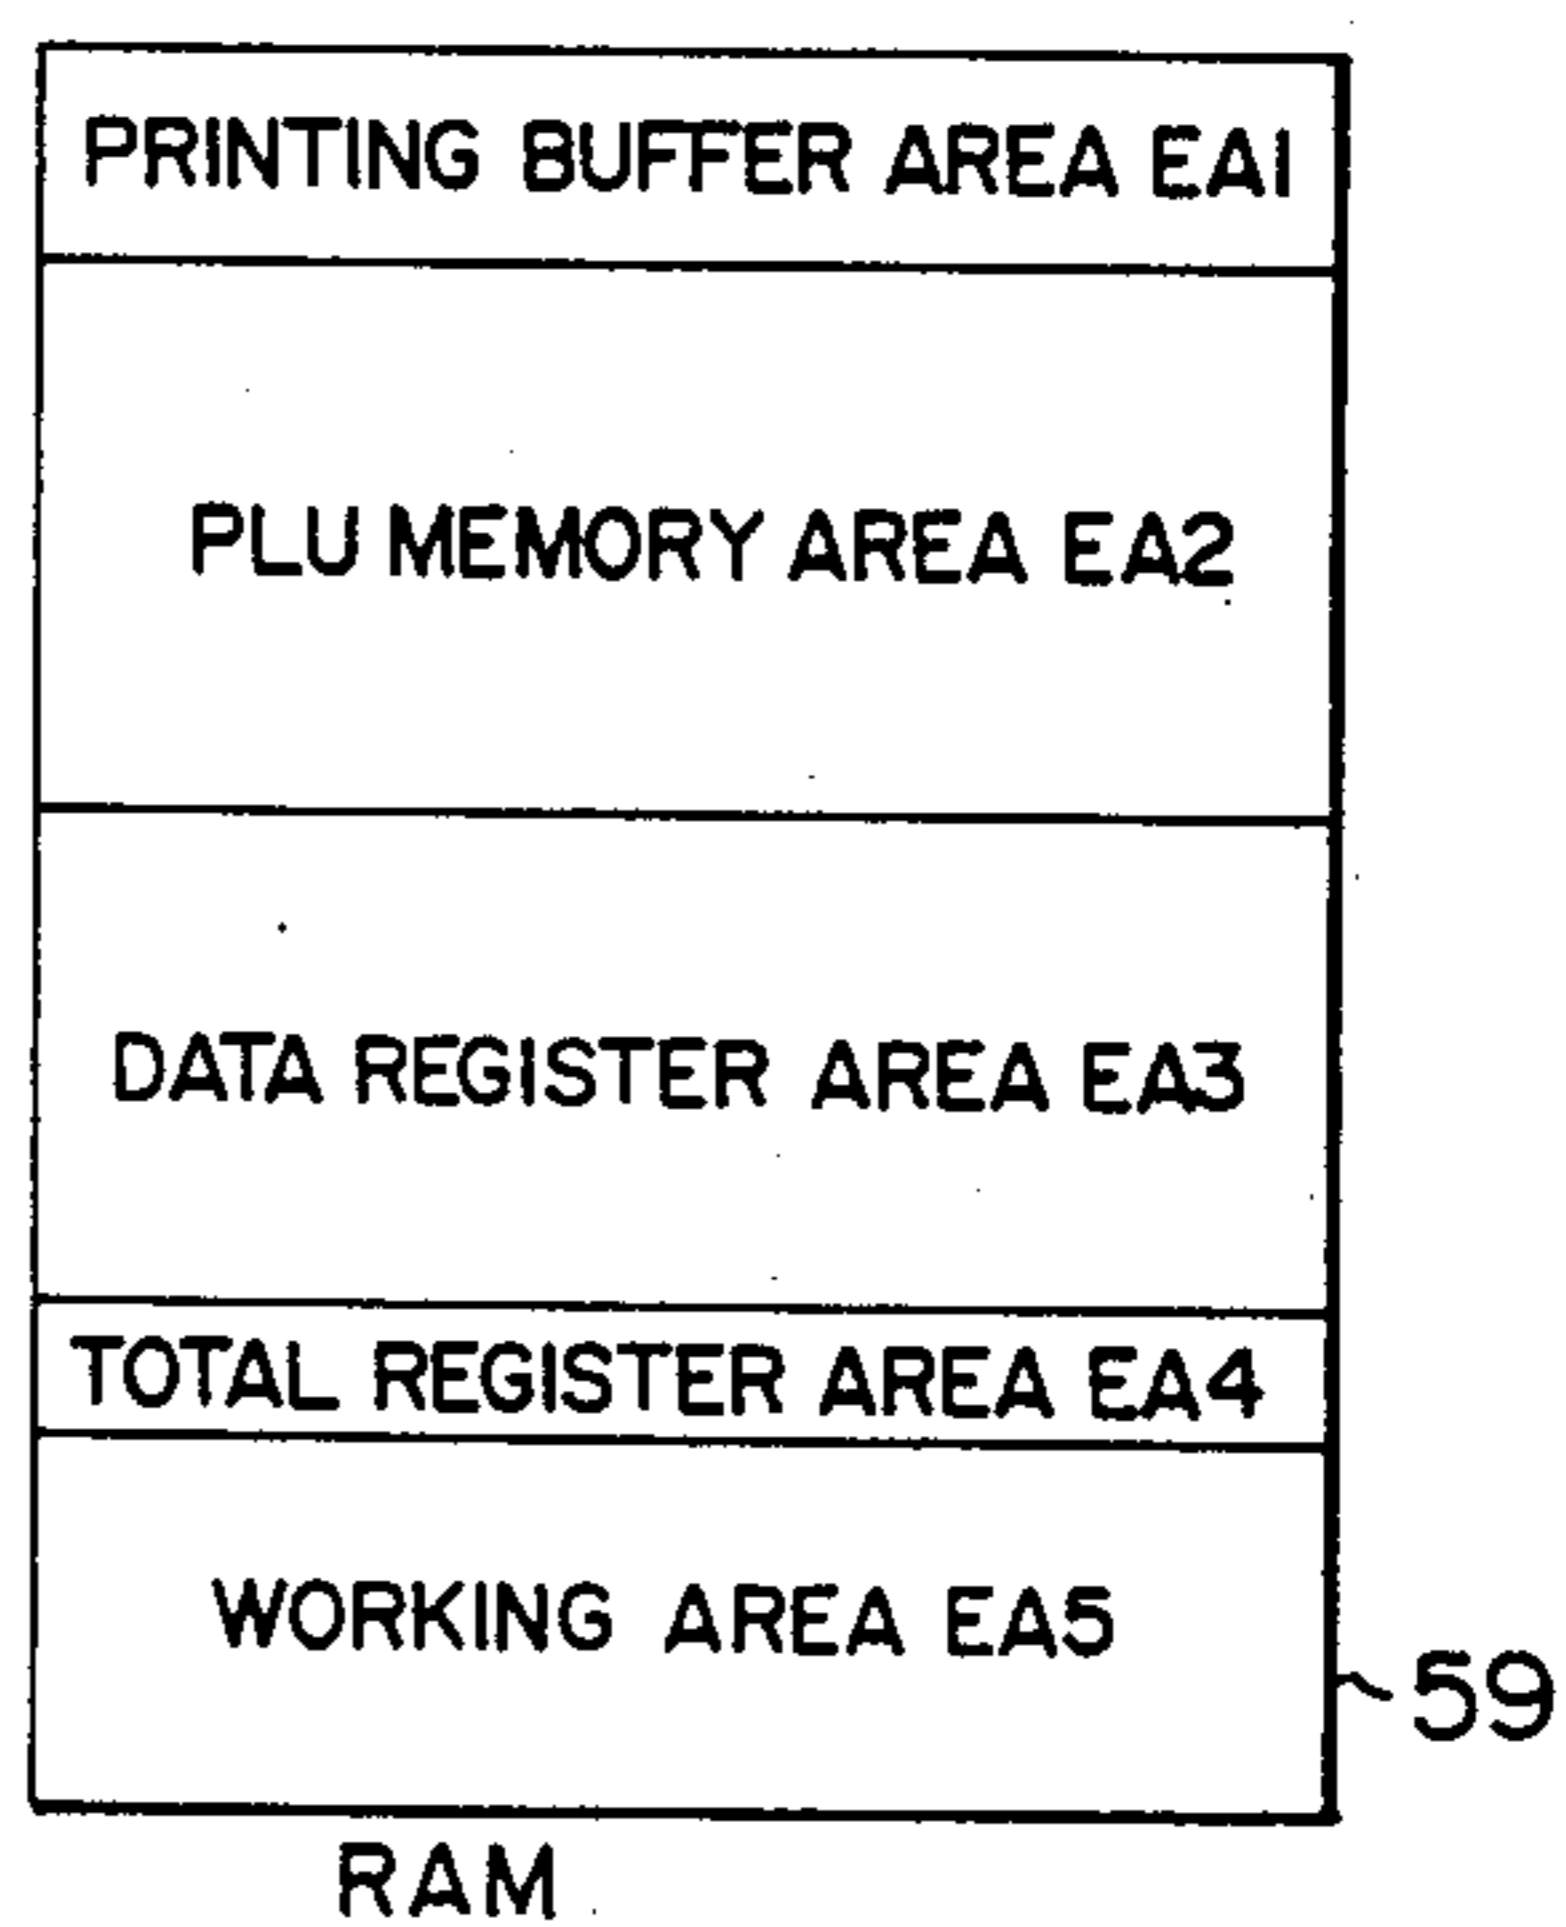 PRINTING BUFFER AREA EA1
PLU MEMORY AREA EA2
DATA REGISTER AREA EA3
TOTAL REGISTER AREA EA4
WORKING AREA EA5
59
RAM